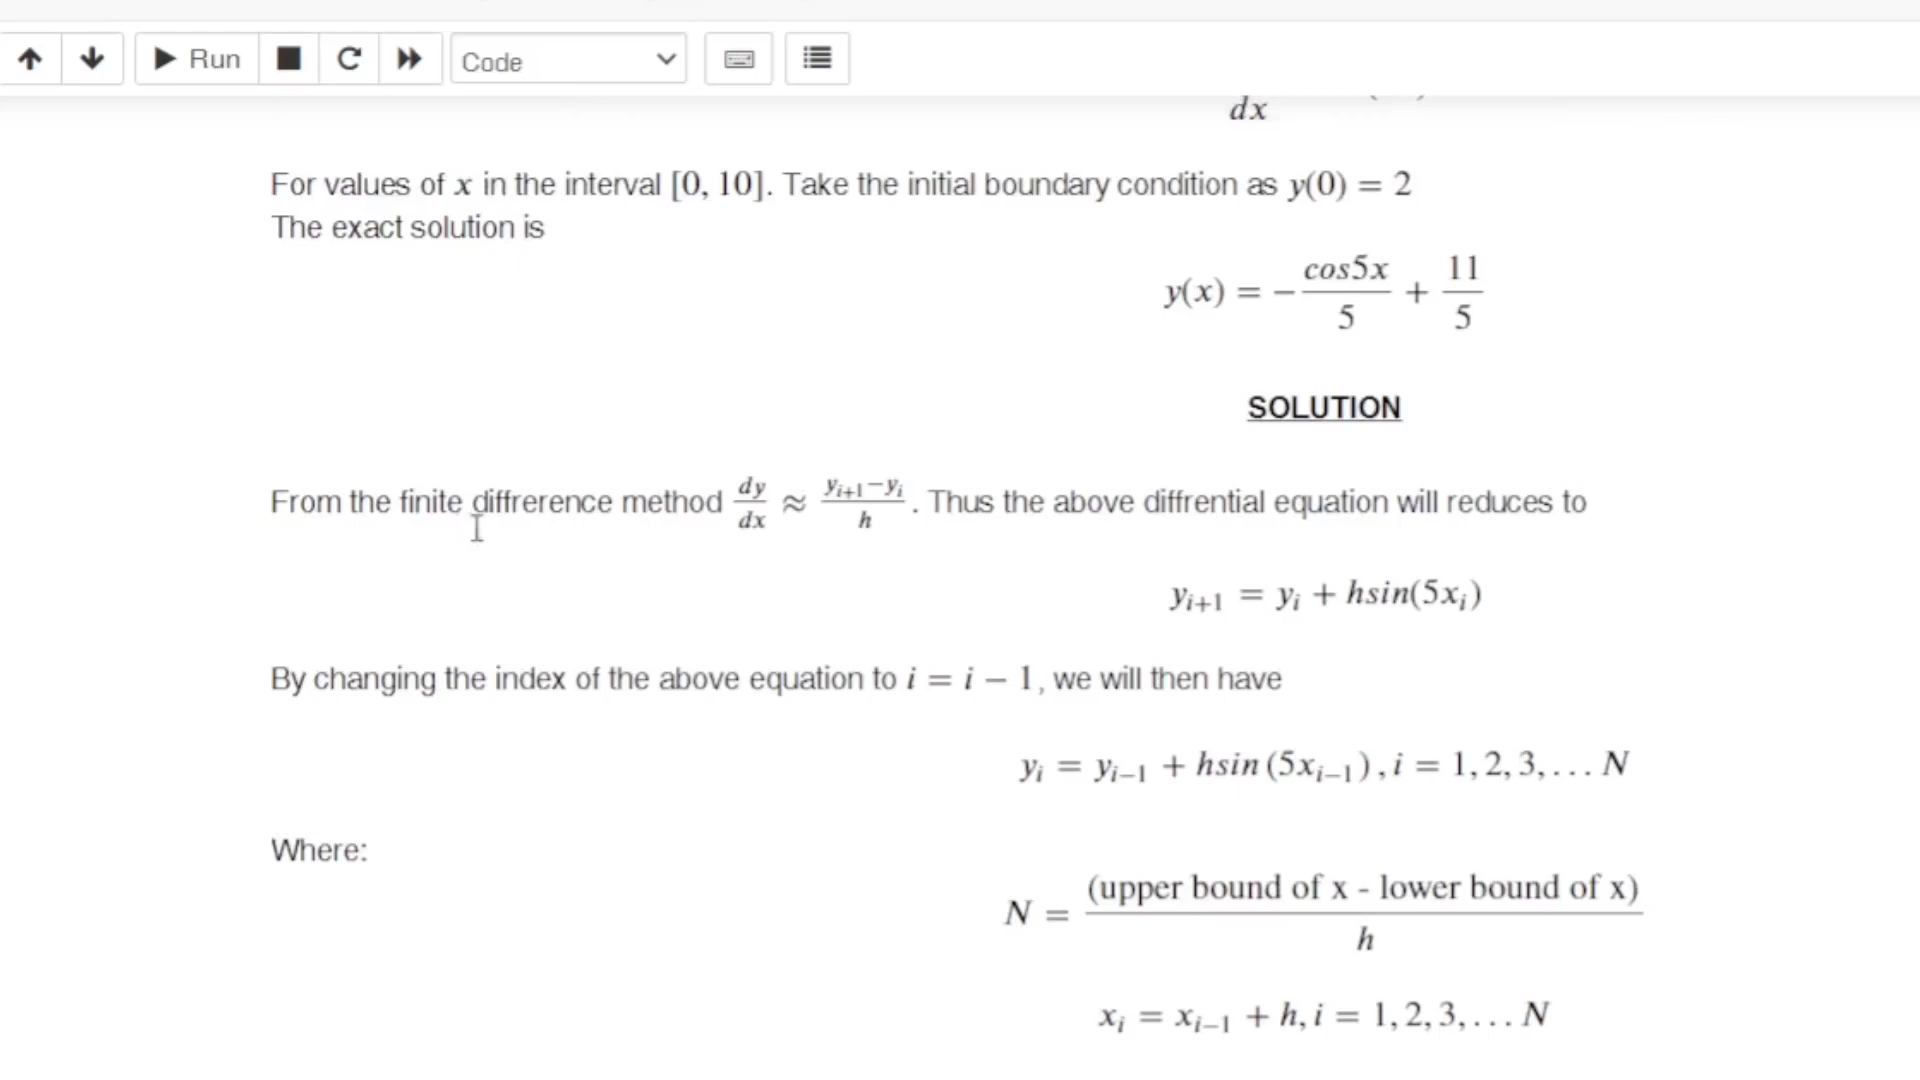 Run
Code
dx
For values of x in the interval [0, 10]. Take the initial boundary condition as y(0) = 2
The exact solution is
y(x) = − cos5x/5 + 11/5
SOLUTION
From the finite diffrerence method dy/dx ≈ (y_{i+1}−y_i)/h . Thus the above diffrential equation will reduces to
y_{i+1} = y_i + hsin(5x_i)
By changing the index of the above equation to i = i − 1, we will then have
y_i = y_{i−1} + hsin (5x_{i−1}) , i = 1, 2, 3, . . . N
Where:
N = (upper bound of x - lower bound of x)/h
x_i = x_{i−1} + h, i = 1, 2, 3, . . . N